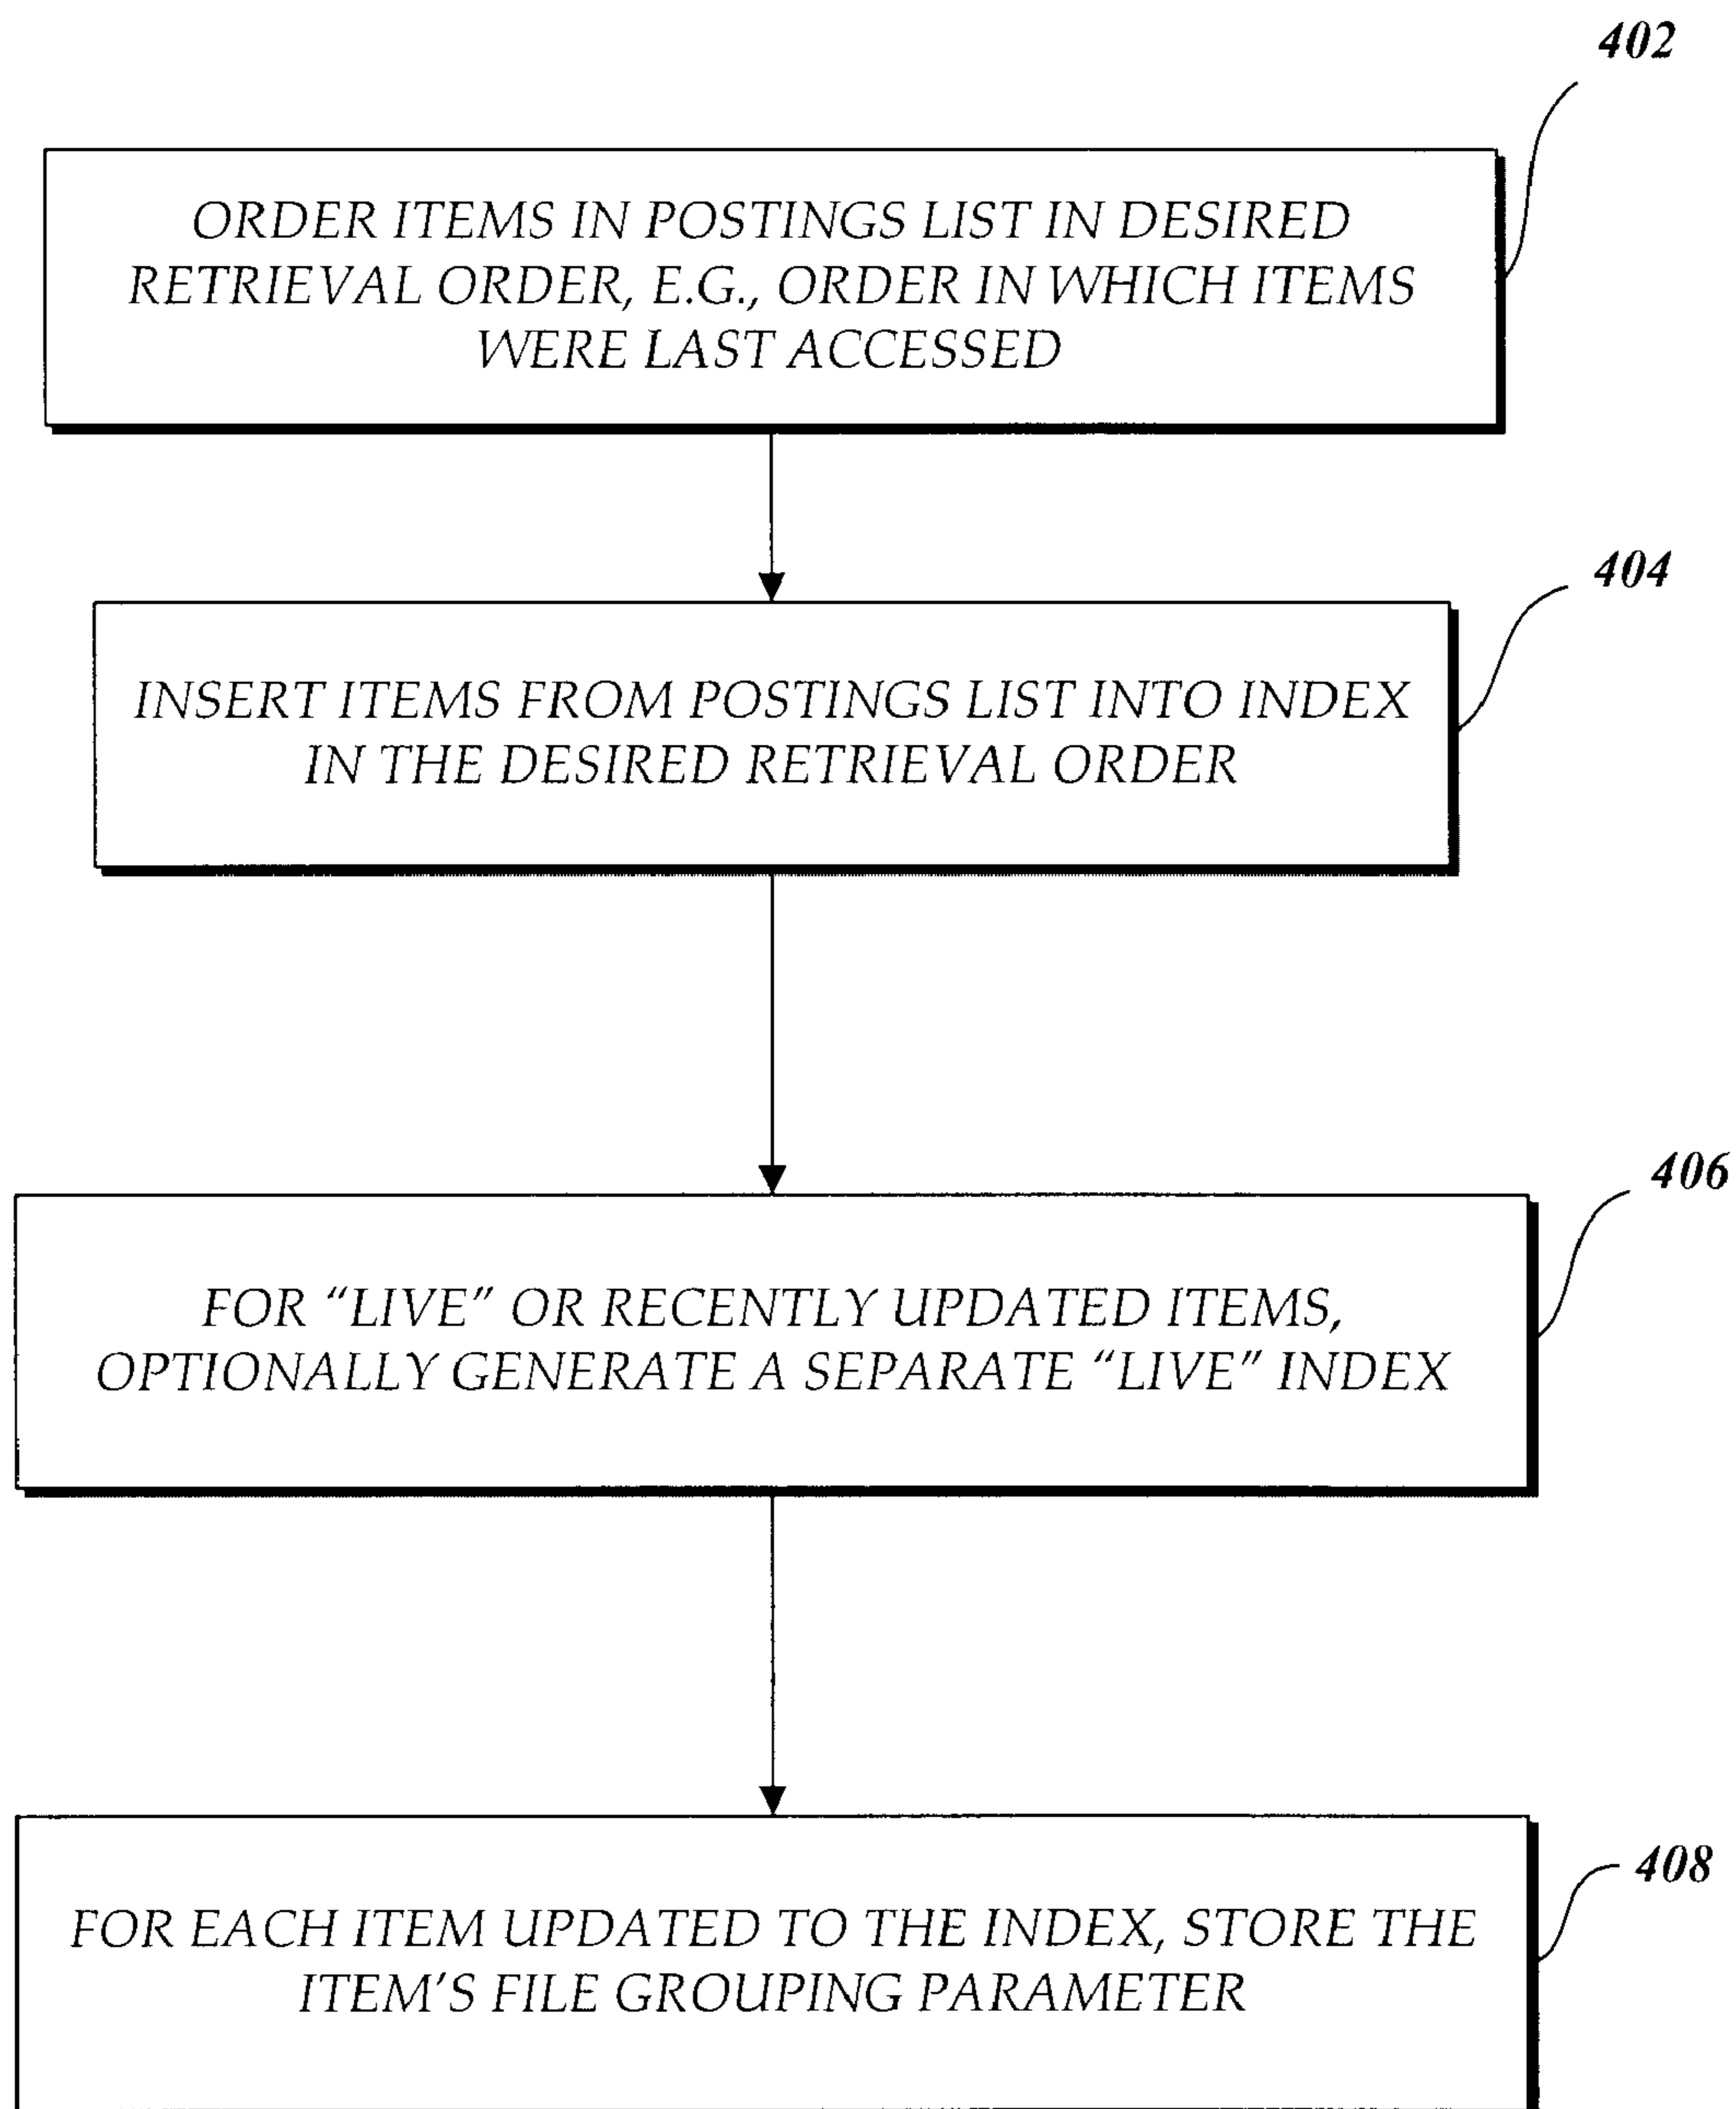 402
ORDER ITEMS IN POSTINGS LIST IN DESIRED
RETRIEVAL ORDER, E.G., ORDER IN WHICH ITEMS
WERE LAST ACCESSED
404
INSERT ITEMS FROM POSTINGS LIST INTO INDEX
IN THE DESIRED RETRIEVAL ORDER
406
FOR “LIVE” OR RECENTLY UPDATED ITEMS,
OPTIONALLY GENERATE A SEPARATE “LIVE” INDEX
408
FOR EACH ITEM UPDATED TO THE INDEX, STORE THE
ITEM'S FILE GROUPING PARAMETER